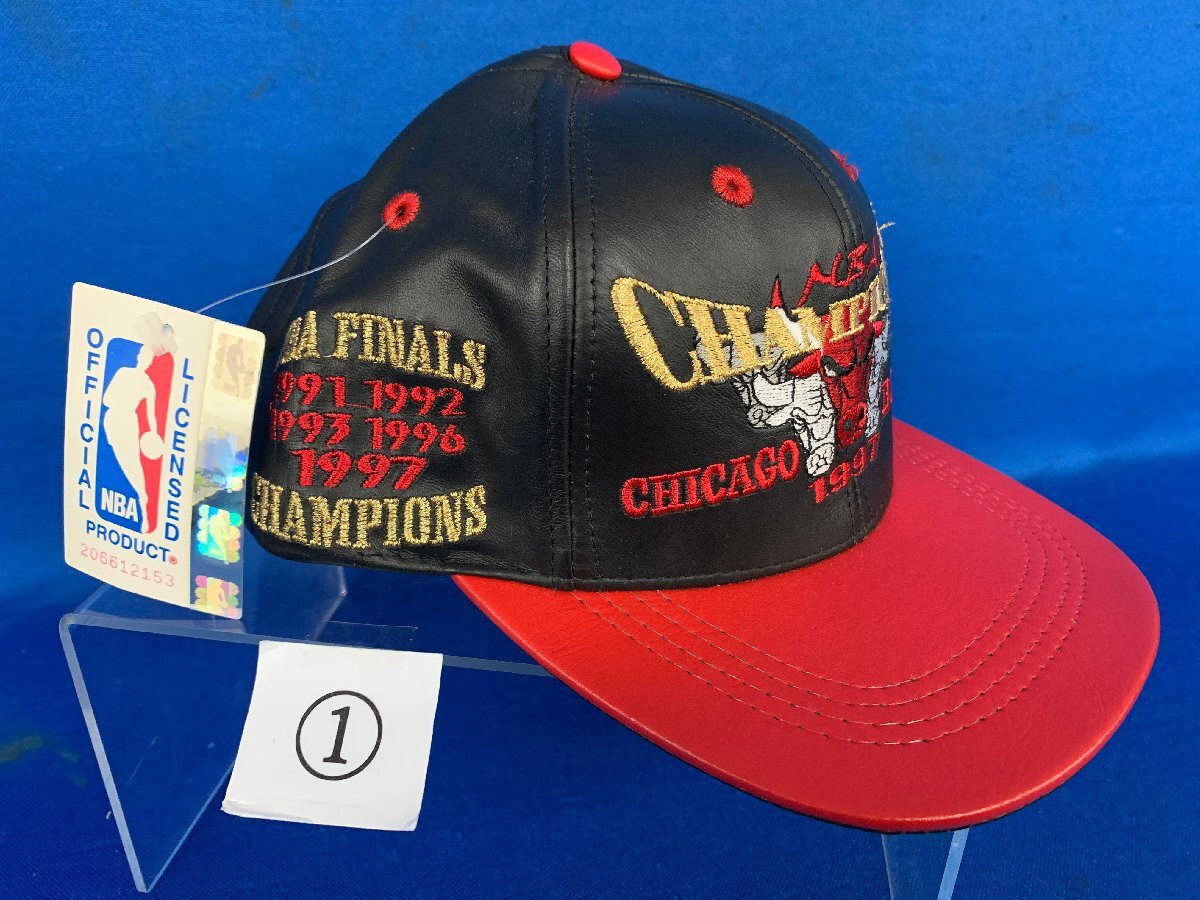 OFFICIAL
LICENSED
NBA
PRODUCT®
206612153
FINALS
1991 1992
1993 1996
1997
CHAMPIONS
CHICAGO
1997
①